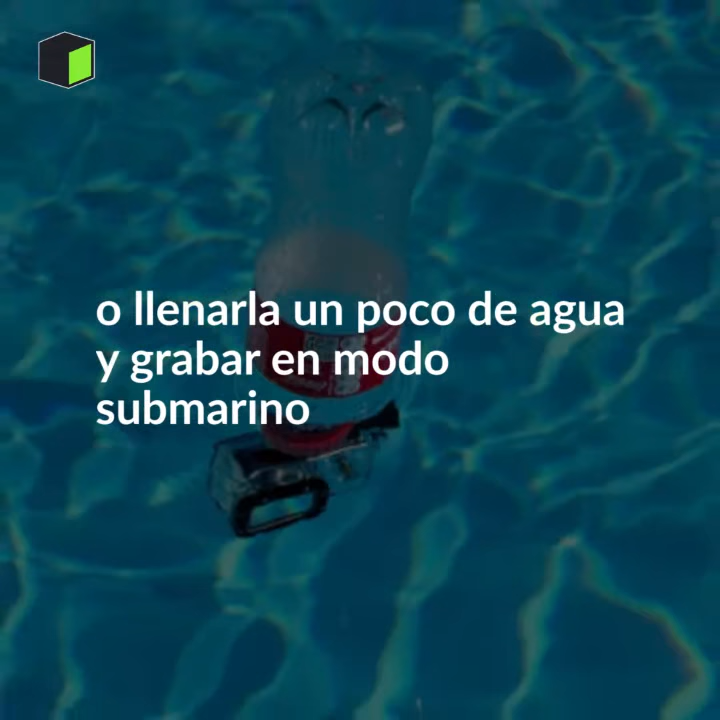 o llenarla un poco de agua
y grabar en modo
submarino